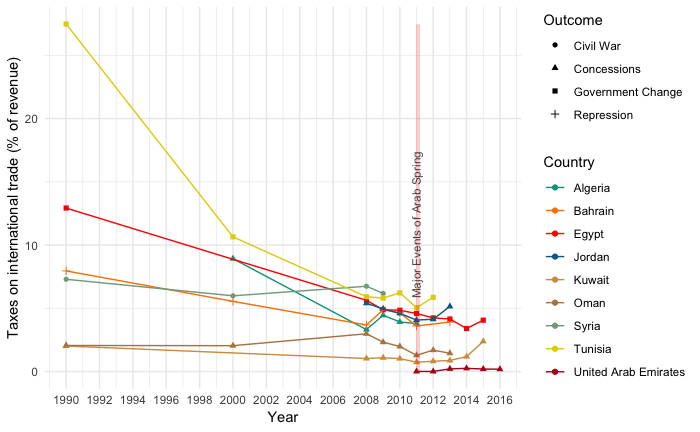 Taxes on international trade (% of revenue)
20
10
0
Major Events of Arab Spring
1990 1992 1994 1996 1998 2000 2002 2004 2006 2008 2010 2012 2014 2016
Year
Outcome
Civil War
Concessions
Government Change
Repression
Country
Algeria
Bahrain
Egypt
Jordan
Kuwait
Oman
Syria
Tunisia
United Arab Emirates